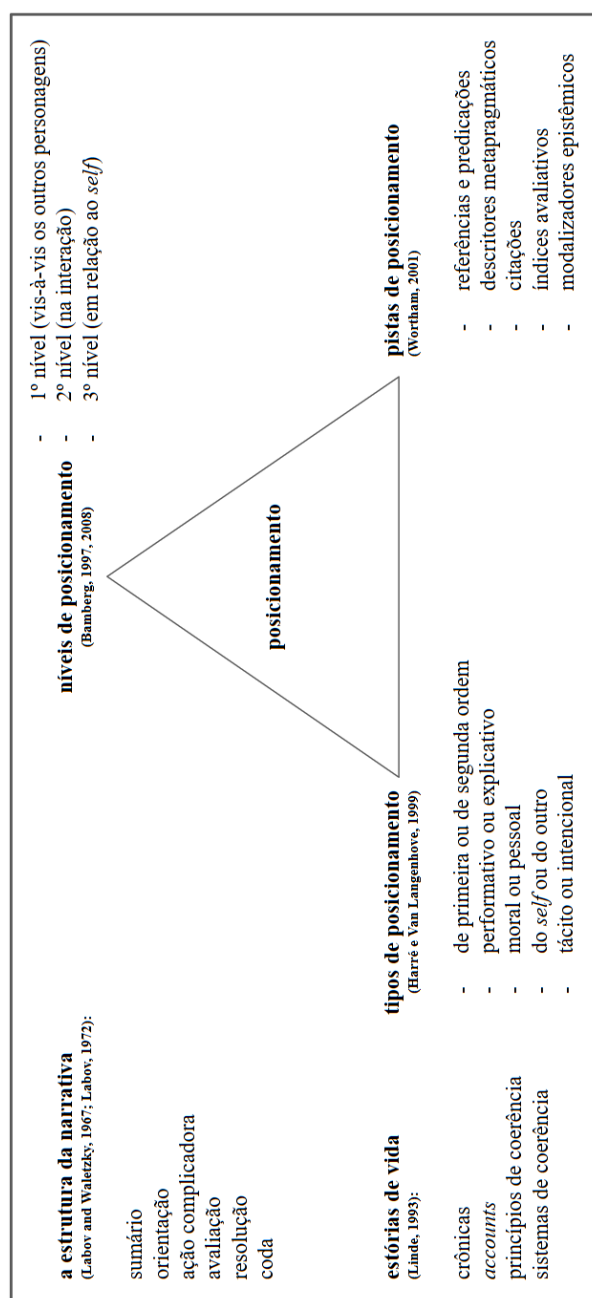 a estrutura da narrativa
(Labov and Waletzky, 1967; Labov, 1972):
sumário
orientação
ação complicadora
avaliação
resolução
coda
níveis de posicionamento
(Bamberg, 1997, 2008)
- 1º nível (vis-à-vis os outros personagens)
- 2º nível (na interação)
- 3º nível (em relação ao self)
posicionamento
estórias de vida
(Linde, 1993):
crônicas
accounts
princípios de coerência
sistemas de coerência
tipos de posicionamento
(Harré e Van Langenhove, 1999)
- de primeira ou de segunda ordem
- performativo ou explicativo
- moral ou pessoal
- do self ou do outro
- tácito ou intencional
pistas de posicionamento
(Wortham, 2001)
- referências e predicações
- descritores metapragmáticos
- citações
- índices avaliativos
- modalizadores epistêmicos